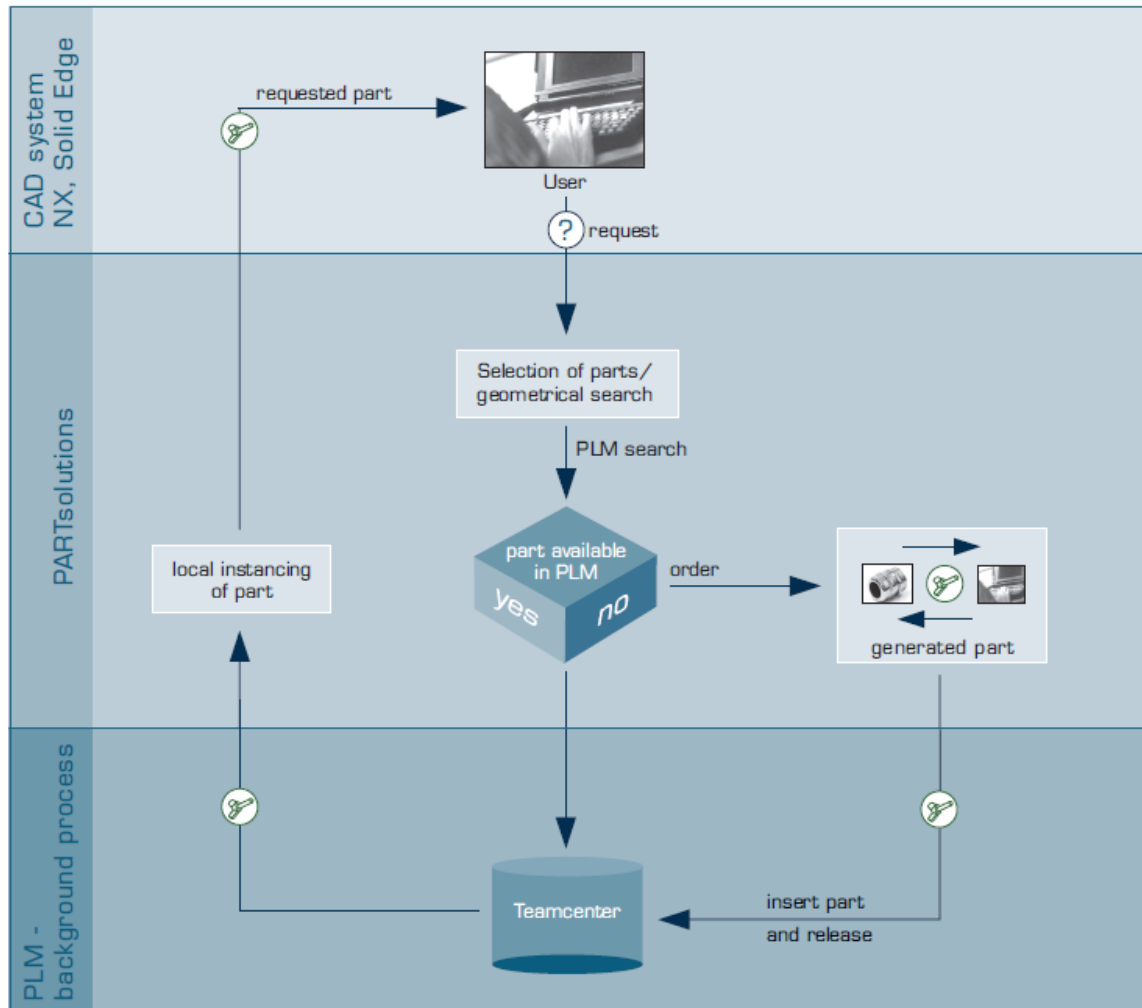 CAD system
NX, Solid Edge
requested part
User
?
request
PARTsolutions
Selection of parts/
geometrical search
PLM search
part available
in PLM
yes
no
order
local instancing
of part
generated part
PLM -
background process
Teamcenter
insert part
and release